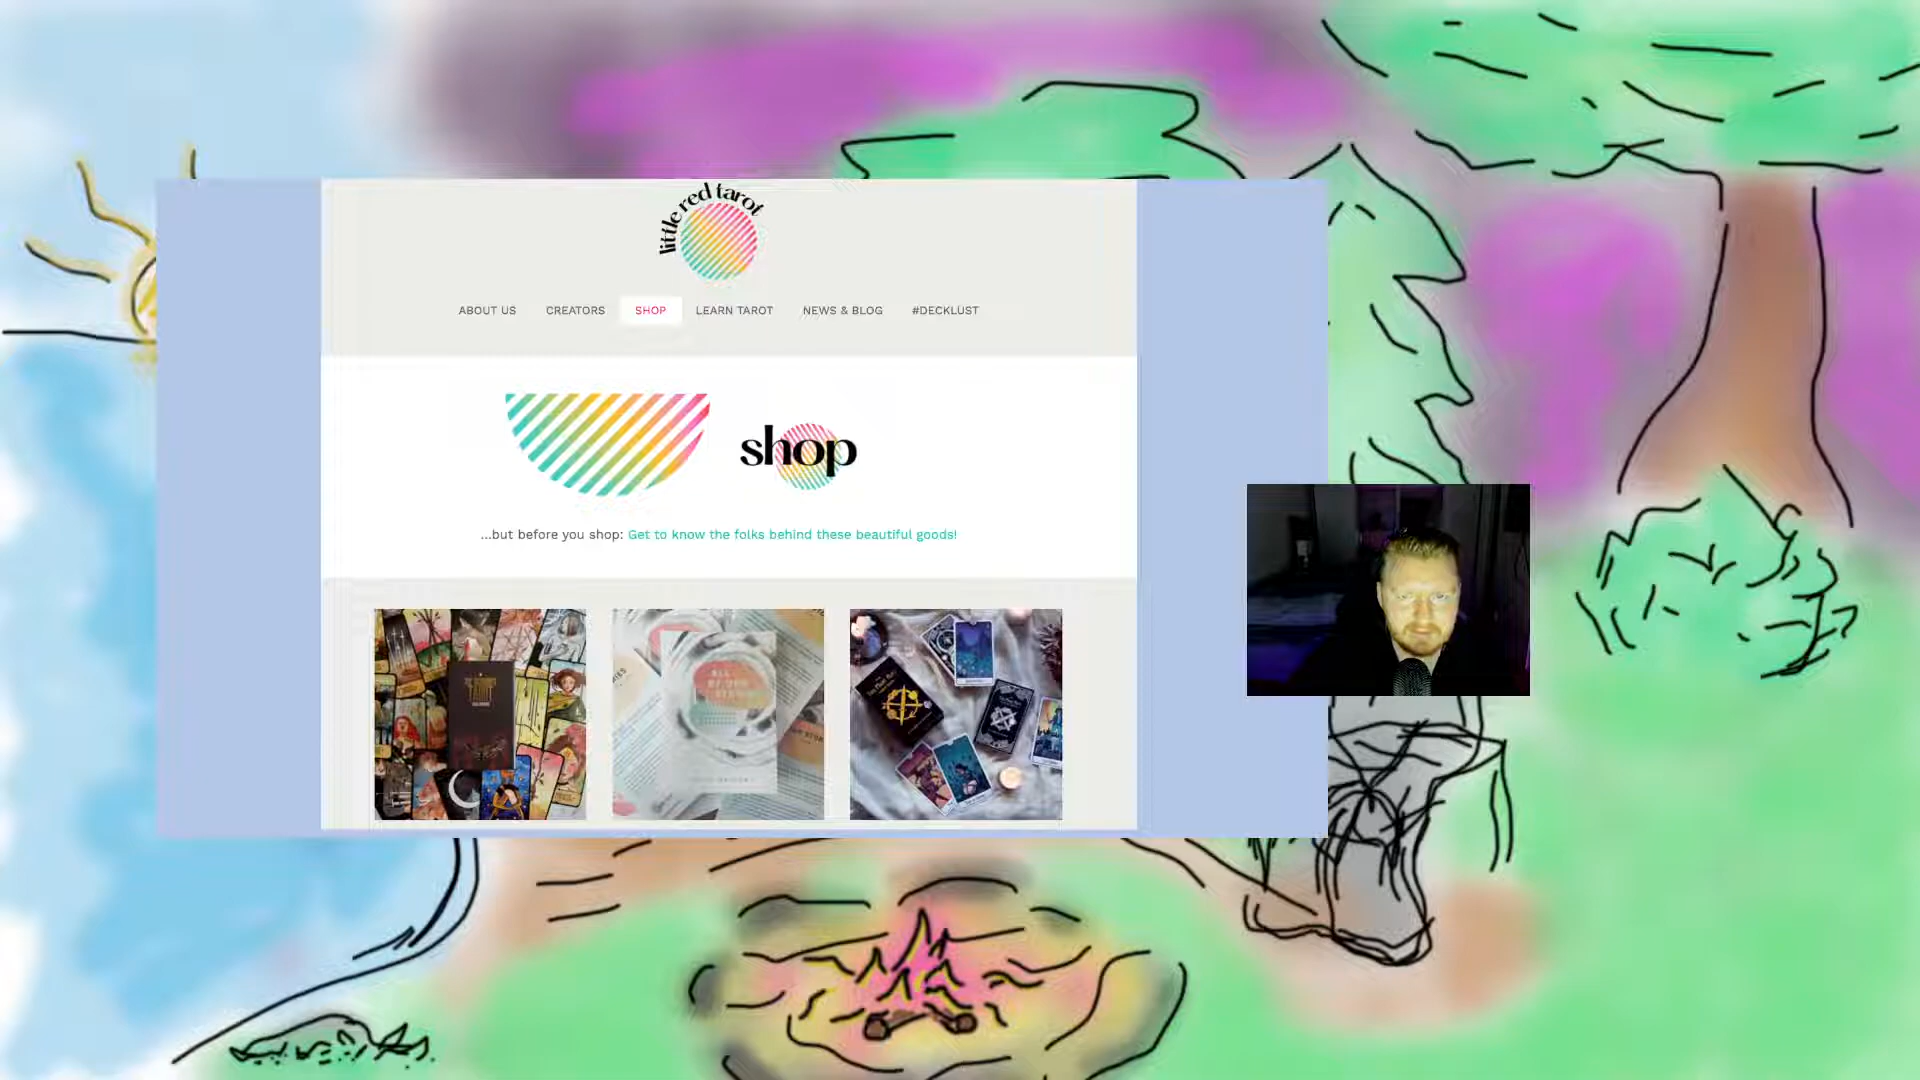 little red tarot
ABOUT US CREATORS SHOP LEARN TAROT NEWS & BLOG #DECKLUST
shop
...but before you shop: Get to know the folks behind these beautiful goods!